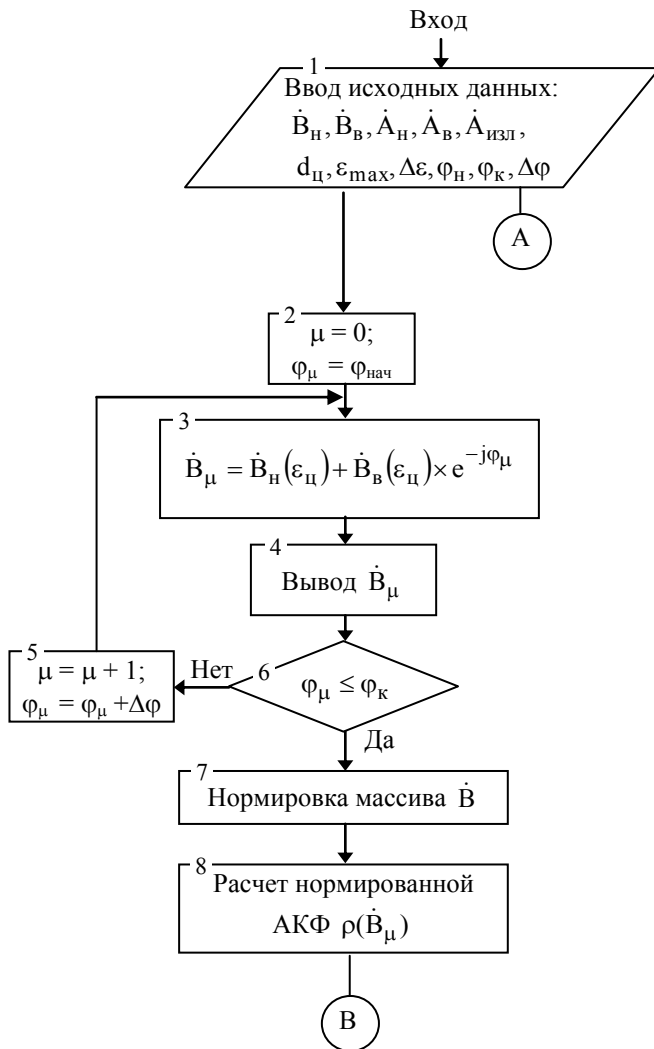 Вход
1
Ввод исходных данных:
Ḃн, Ḃв, Ȧн, Ȧв, Ȧизл,
dц, εmax, Δε, φн, φк, Δφ
A
2
μ = 0;
φμ = φнач
3
Ḃμ = Ḃн(εц) + Ḃв(εц) × e^−jφμ
4
Вывод Ḃμ
5
μ = μ + 1;
φμ = φμ +Δφ
Нет
6
φμ ≤ φк
Да
7
Нормировка массива Ḃ
8
Расчет нормированной
АКФ ρ(Ḃμ)
В